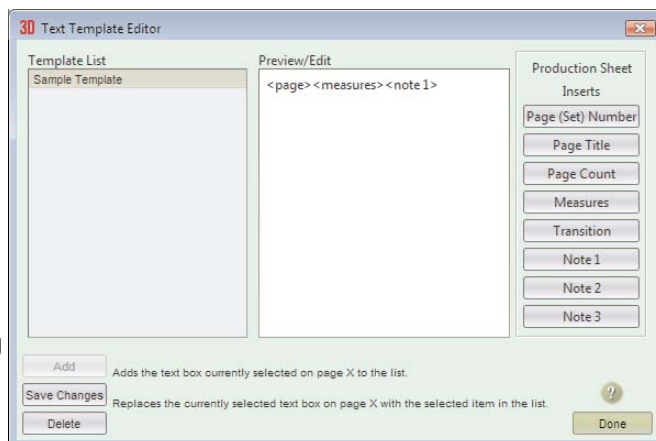 3D Text Template Editor
Template List
Sample Template
Preview/Edit
<page><measures><note 1>
Production Sheet
Inserts
Page (Set) Number
Page Title
Page Count
Measures
Transition
Note 1
Note 2
Note 3
Add
Adds the text box currently selected on page X to the list.
Save Changes
Replaces the currently selected text box on page X with the selected item in the list.
Delete
?
Done